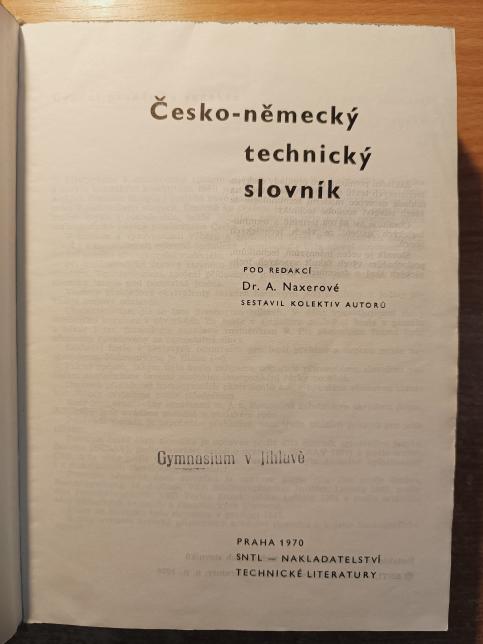 Česko-německý
technický
slovník
POD REDAKCÍ
Dr. A. Naxerové
SESTAVIL KOLEKTIV AUTORŮ
Gymnasium v Jihlavě
PRAHA 1970
SNTL — NAKLADATELSTVÍ
TECHNICKÉ LITERATURY